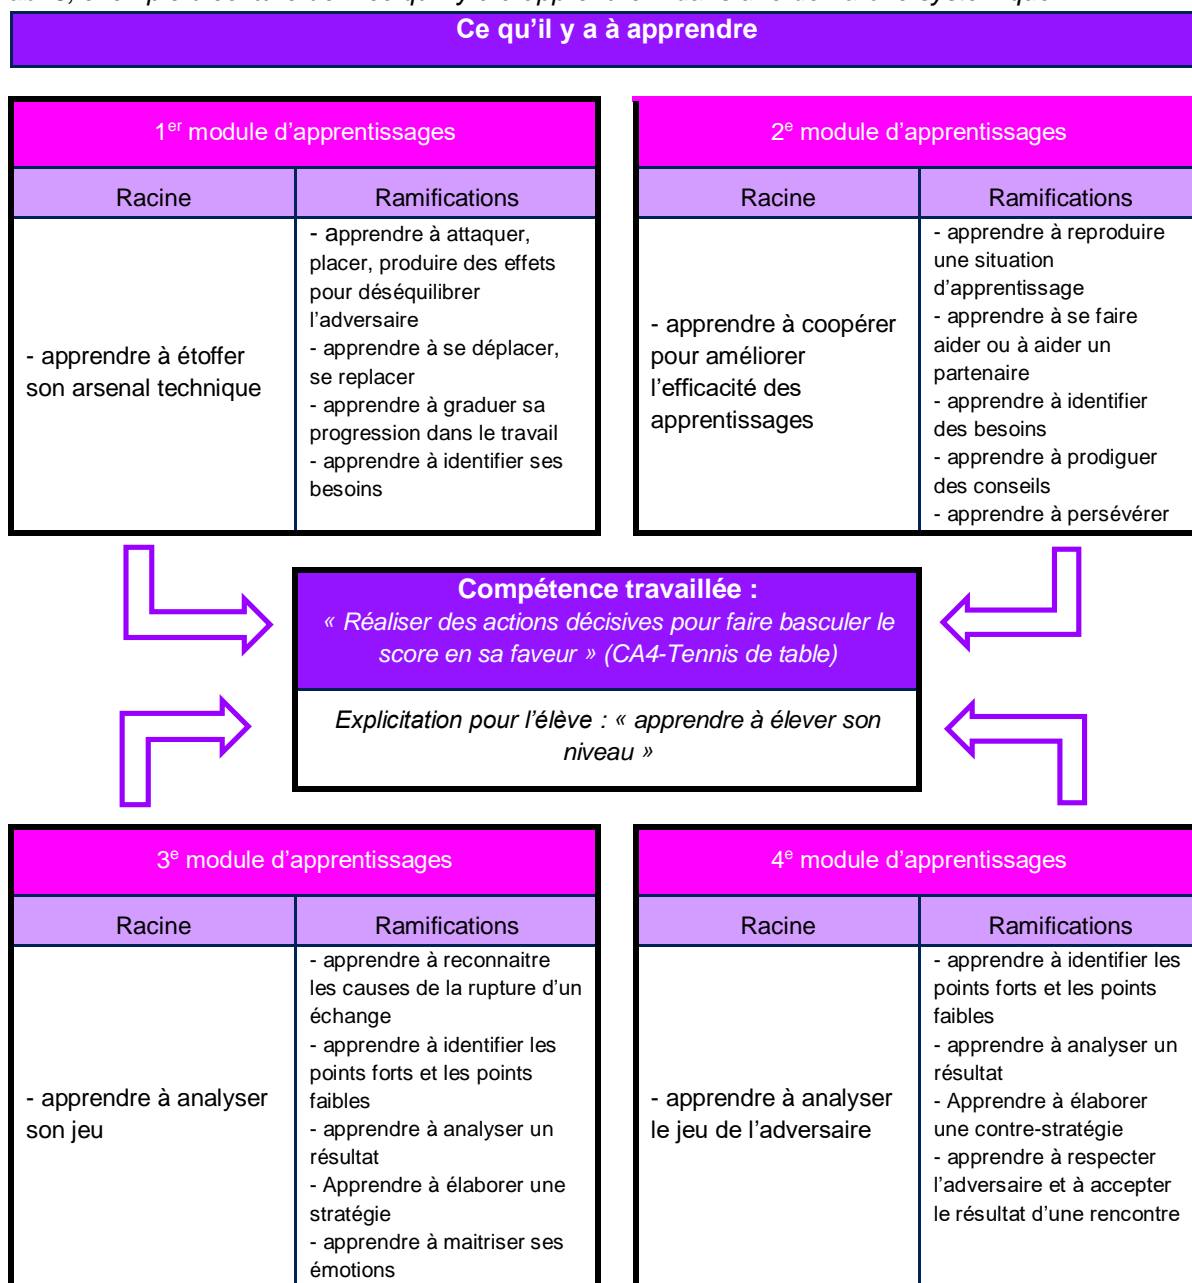 Ce qu'il y a à apprendre
1er module d'apprentissages
Racine
Ramifications
- apprendre à étoffer
son arsenal technique
- apprendre à attaquer,
placer, produire des effets
pour déséquilibrer
l'adversaire
- apprendre à se déplacer,
se replacer
- apprendre à graduer sa
progression dans le travail
- apprendre à identifier ses
besoins
2e module d'apprentissages
Racine
Ramifications
- apprendre à coopérer
pour améliorer
l'efficacité des
apprentissages
- apprendre à reproduire
une situation
d'apprentissage
- apprendre à se faire
aider ou à aider un
partenaire
- apprendre à identifier
des besoins
- apprendre à prodiguer
des conseils
- apprendre à persévérer
Compétence travaillée :
« Réaliser des actions décisives pour faire basculer le
score en sa faveur » (CA4-Tennis de table)
Explicitation pour l'élève : « apprendre à élever son
niveau »
3e module d'apprentissages
Racine
Ramifications
- apprendre à analyser
son jeu
- apprendre à reconnaitre
les causes de la rupture d'un
échange
- apprendre à identifier les
points forts et les points
faibles
- apprendre à analyser un
résultat
- Apprendre à élaborer une
stratégie
- apprendre à maitriser ses
émotions
4e module d'apprentissages
Racine
Ramifications
- apprendre à analyser
le jeu de l'adversaire
- apprendre à identifier les
points forts et les points
faibles
- apprendre à analyser un
résultat
- Apprendre à élaborer
une contre-stratégie
- apprendre à respecter
l'adversaire et à accepter
le résultat d'une rencontre